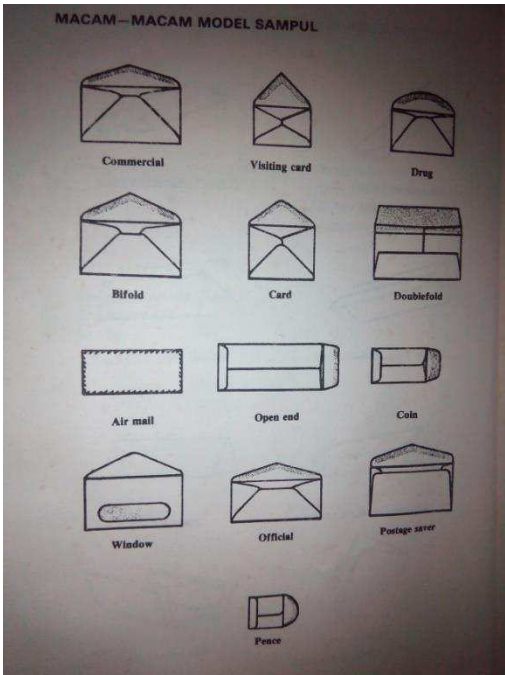 MACAM—MACAM MODEL SAMPUL
Commercial
Visiting card
Drug
Bifold
Card
Doublefold
Air mail
Open end
Coin
Window
Official
Postage saver
Pence